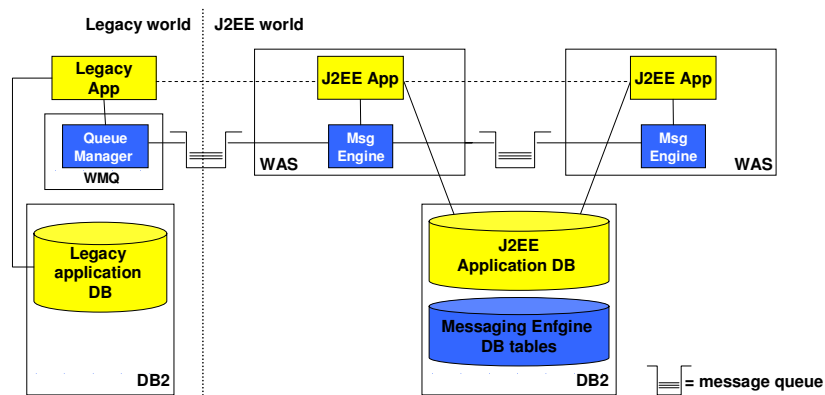 Legacy world
J2EE world
Legacy
App
J2EE App
J2EE App
Queue
Manager
WMQ
Msg
Engine
WAS
Msg
Engine
WAS
Legacy
application
DB
DB2
J2EE
Application DB
Messaging Enfgine
DB tables
DB2
= message queue